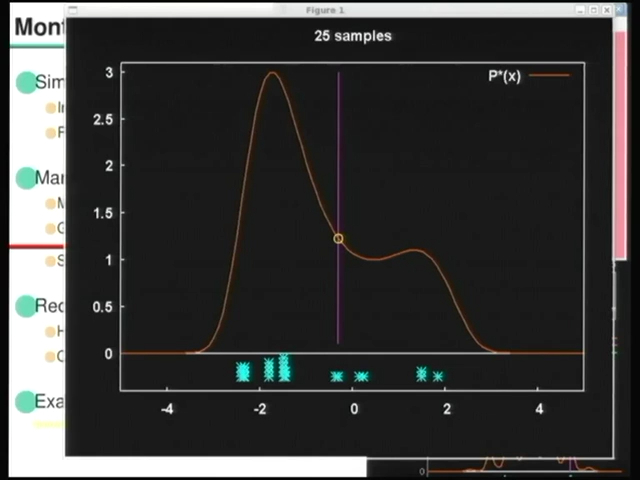 Figure 1
25 samples
P*(x)
3
2.5
2
1.5
1
0.5
0
-4 -2 0 2 4
Mont
Sim
Mar
Rec
Exa
0